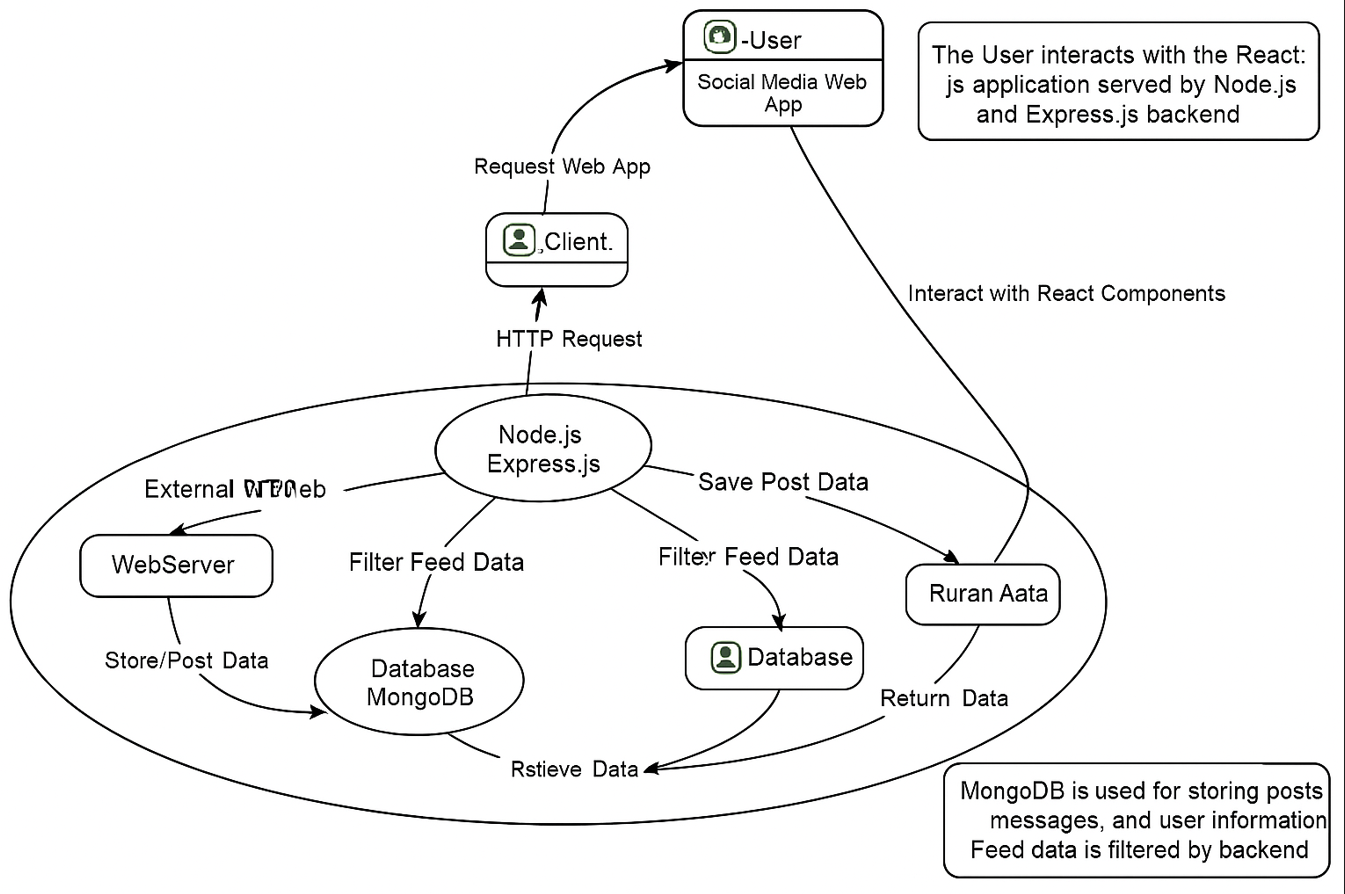 -User
Social Media Web
App
The User interacts with the React:
js application served by Node.js
and Express.js backend
Request Web App
Client.
Interact with React Components
HTTP Request
Node.js
Express.js
External
Save Post Data
WebServer
Filter Feed Data
Filter Feed Data
Ruran Aata
Store/Post Data
Database
MongoDB
Database
Return Data
Rstieve Data
MongoDB is used for storing posts
messages, and user information
Feed data is filtered by backend